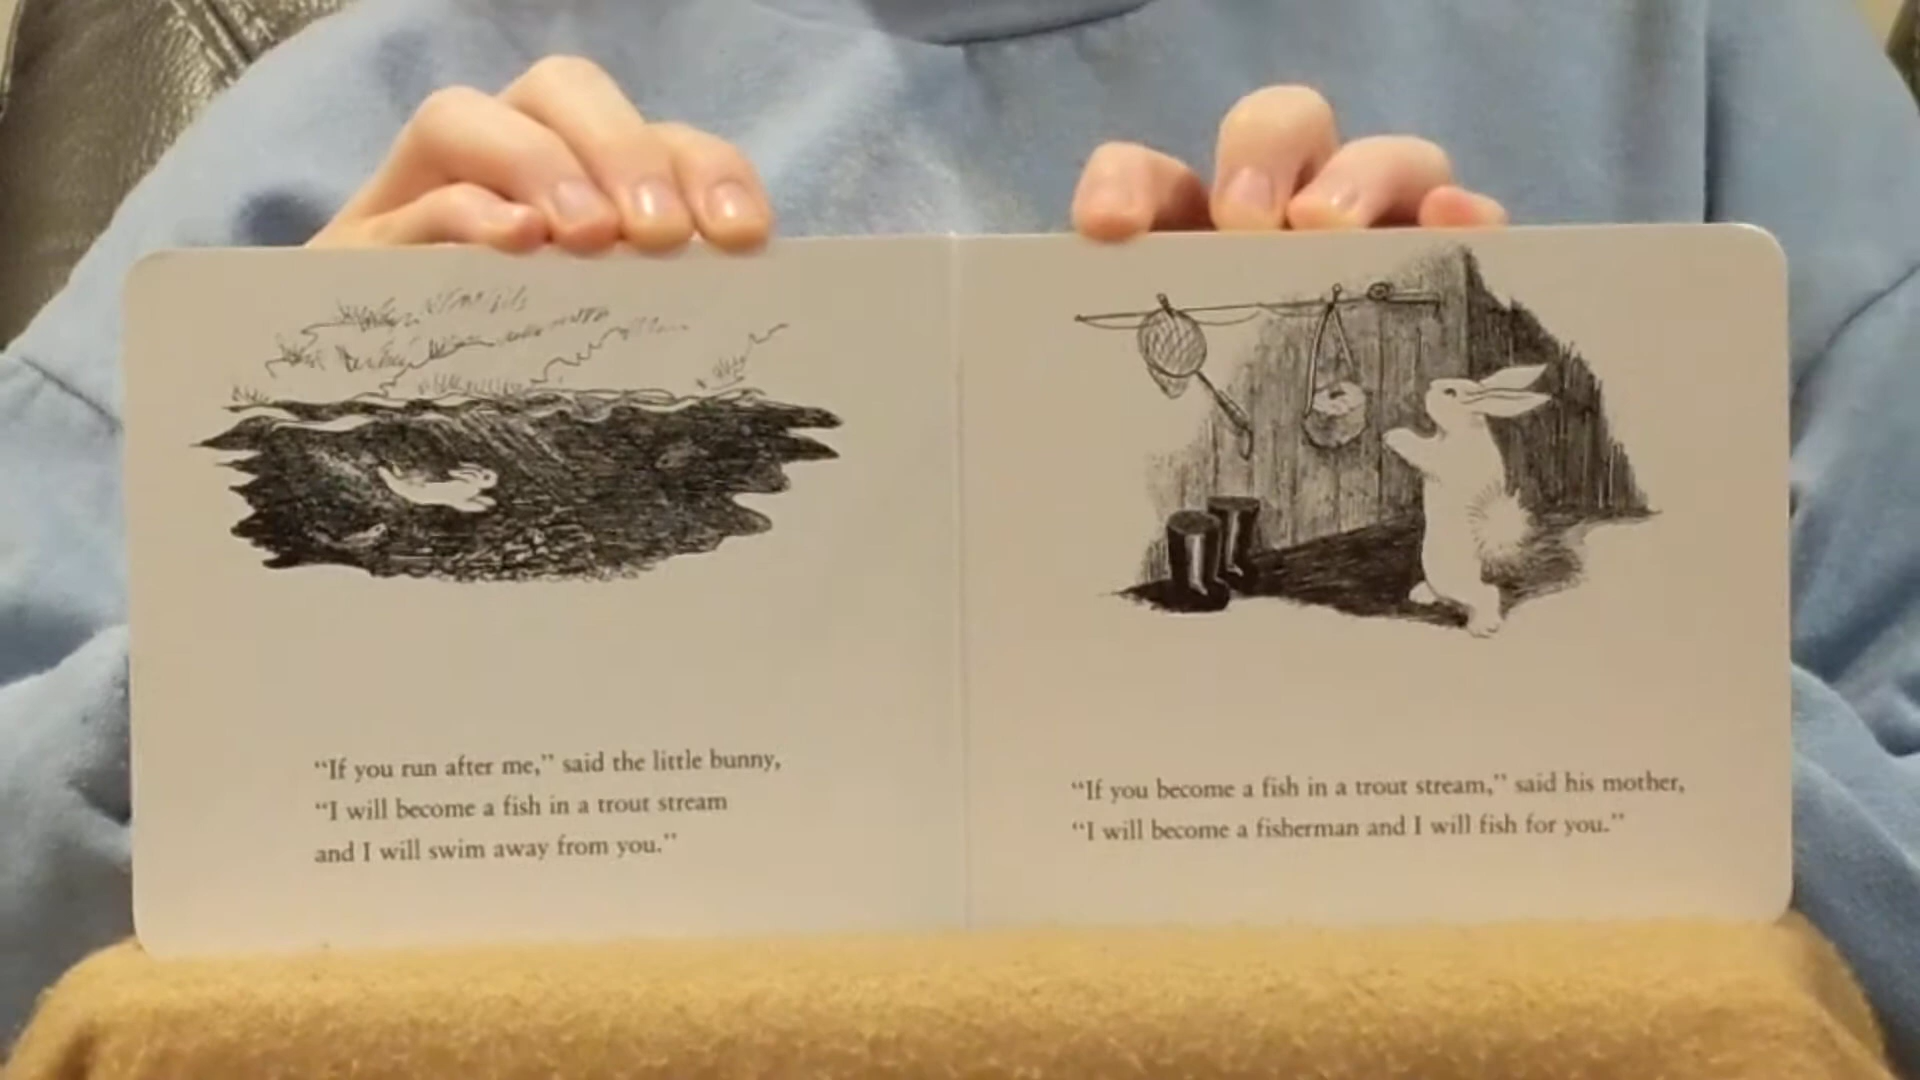 “If you run after me,” said the little bunny,
“I will become a fish in a trout stream
and I will swim away from you.”
“If you become a fish in a trout stream,” said his mother,
“I will become a fisherman and I will fish for you.”